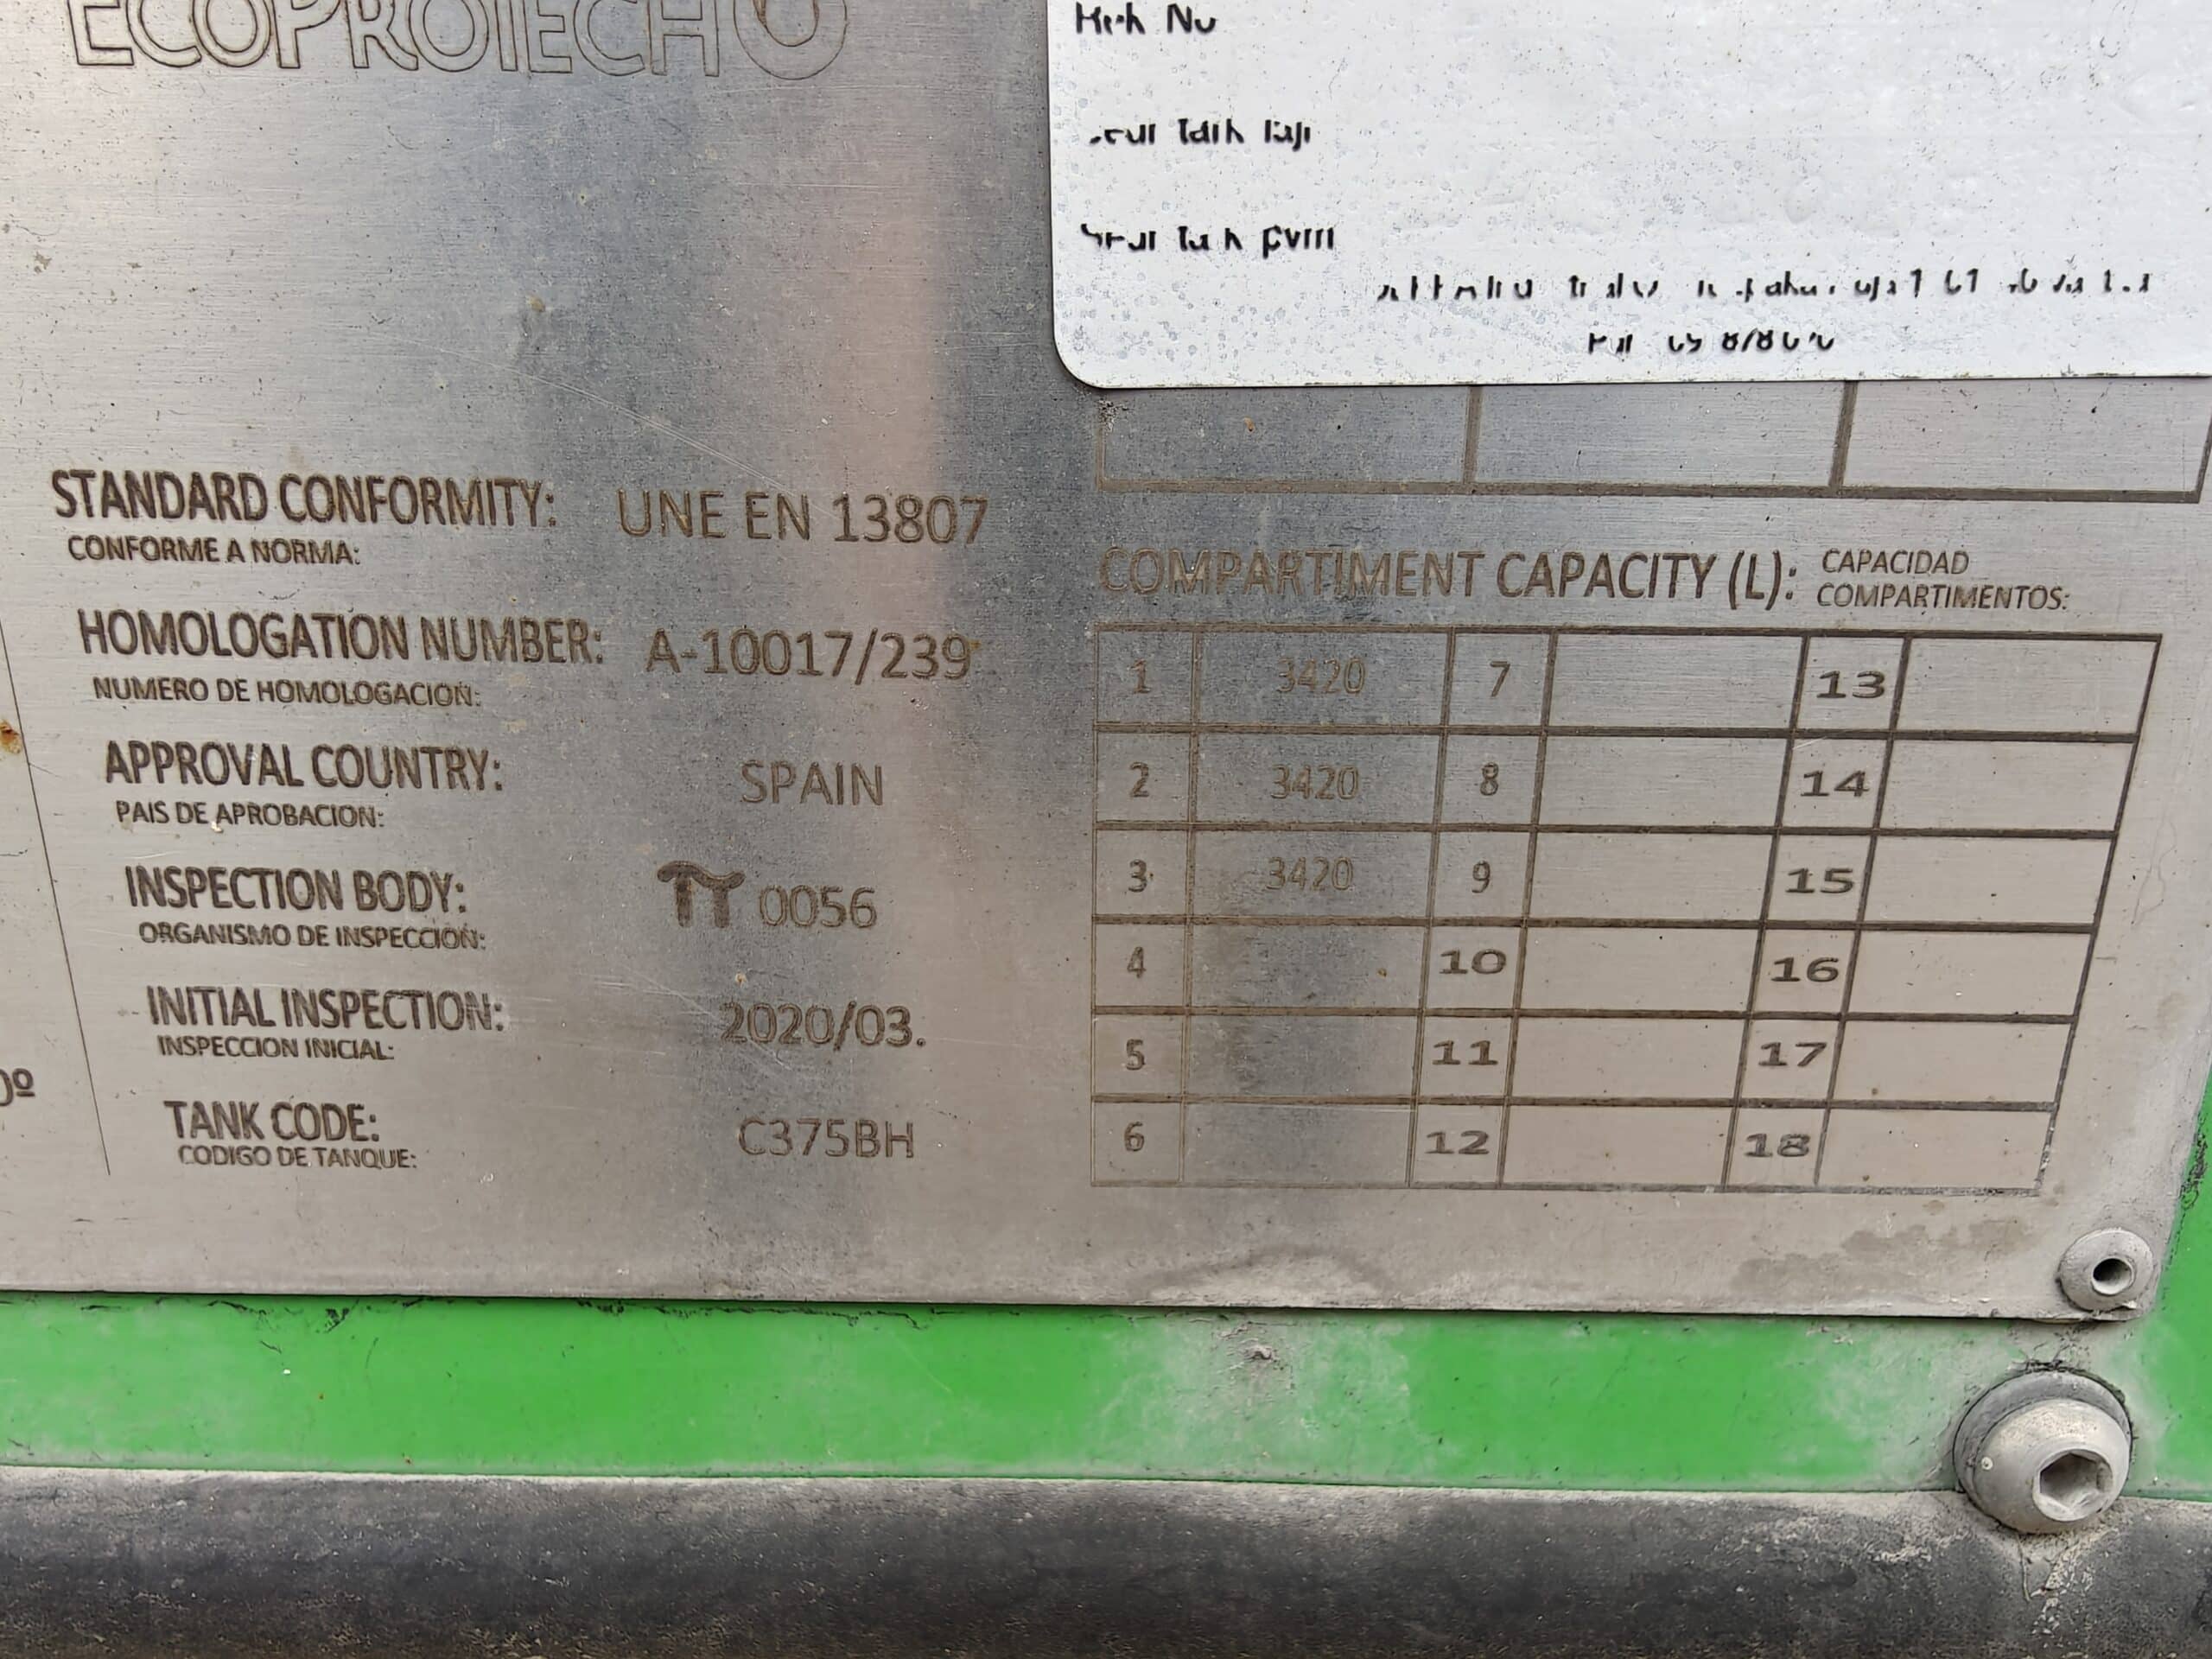 ECOPROTECH
STANDARD CONFORMITY: UNE EN 13807
CONFORME A NORMA:
HOMOLOGATION NUMBER: A-10017/239
NUMERO DE HOMOLOGACION:
APPROVAL COUNTRY: SPAIN
PAIS DE APROBACION:
INSPECTION BODY: 0056
ORGANISMO DE INSPECCION:
INITIAL INSPECTION: 2020/03.
INSPECCION INICIAL:
TANK CODE: C375BH
CODIGO DE TANQUE:
COMPARTIMENT CAPACITY (L): CAPACIDAD
COMPARTIMENTOS:
1 3420 7 13
2 3420 8 14
3 3420 9 15
4 10 16
5 11 17
6 12 18